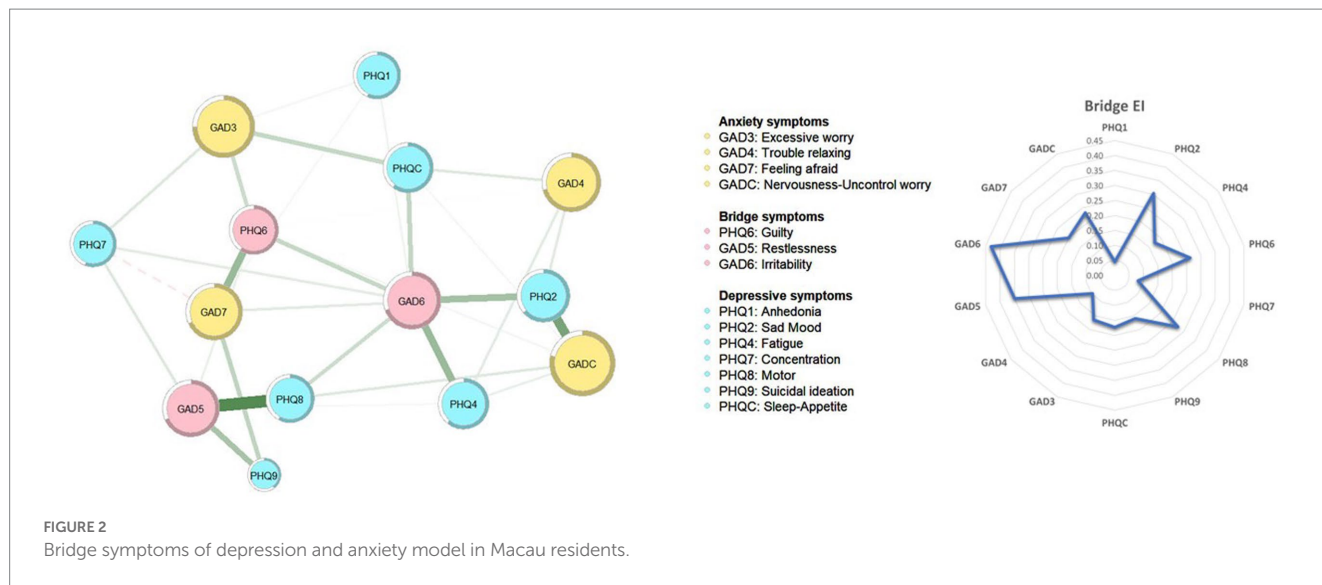 PHQ1
GAD3
PHQC
GAD4
PHQ6
PHQ7
GAD6
PHQ2
GAD7
GADC
GAD5
PHQ8
PHQ4
PHQ9
Anxiety symptoms
GAD3: Excessive worry
GAD4: Trouble relaxing
GAD7: Feeling afraid
GADC: Nervousness-Uncontrol worry
Bridge symptoms
PHQ6: Guilty
GAD5: Restlessness
GAD6: Irritability
Depressive symptoms
PHQ1: Anhedonia
PHQ2: Sad Mood
PHQ4: Fatigue
PHQ7: Concentration
PHQ8: Motor
PHQ9: Suicidal ideation
PHQC: Sleep-Appetite
Bridge EI
PHQ1
PHQ2
PHQ4
PHQ6
PHQ7
PHQ8
PHQ9
PHQC
GAD3
GAD4
GAD5
GAD6
GAD7
GADC
0.45
0.40
0.35
0.30
0.25
0.20
0.15
0.10
0.05
0.00
FIGURE 2
Bridge symptoms of depression and anxiety model in Macau residents.